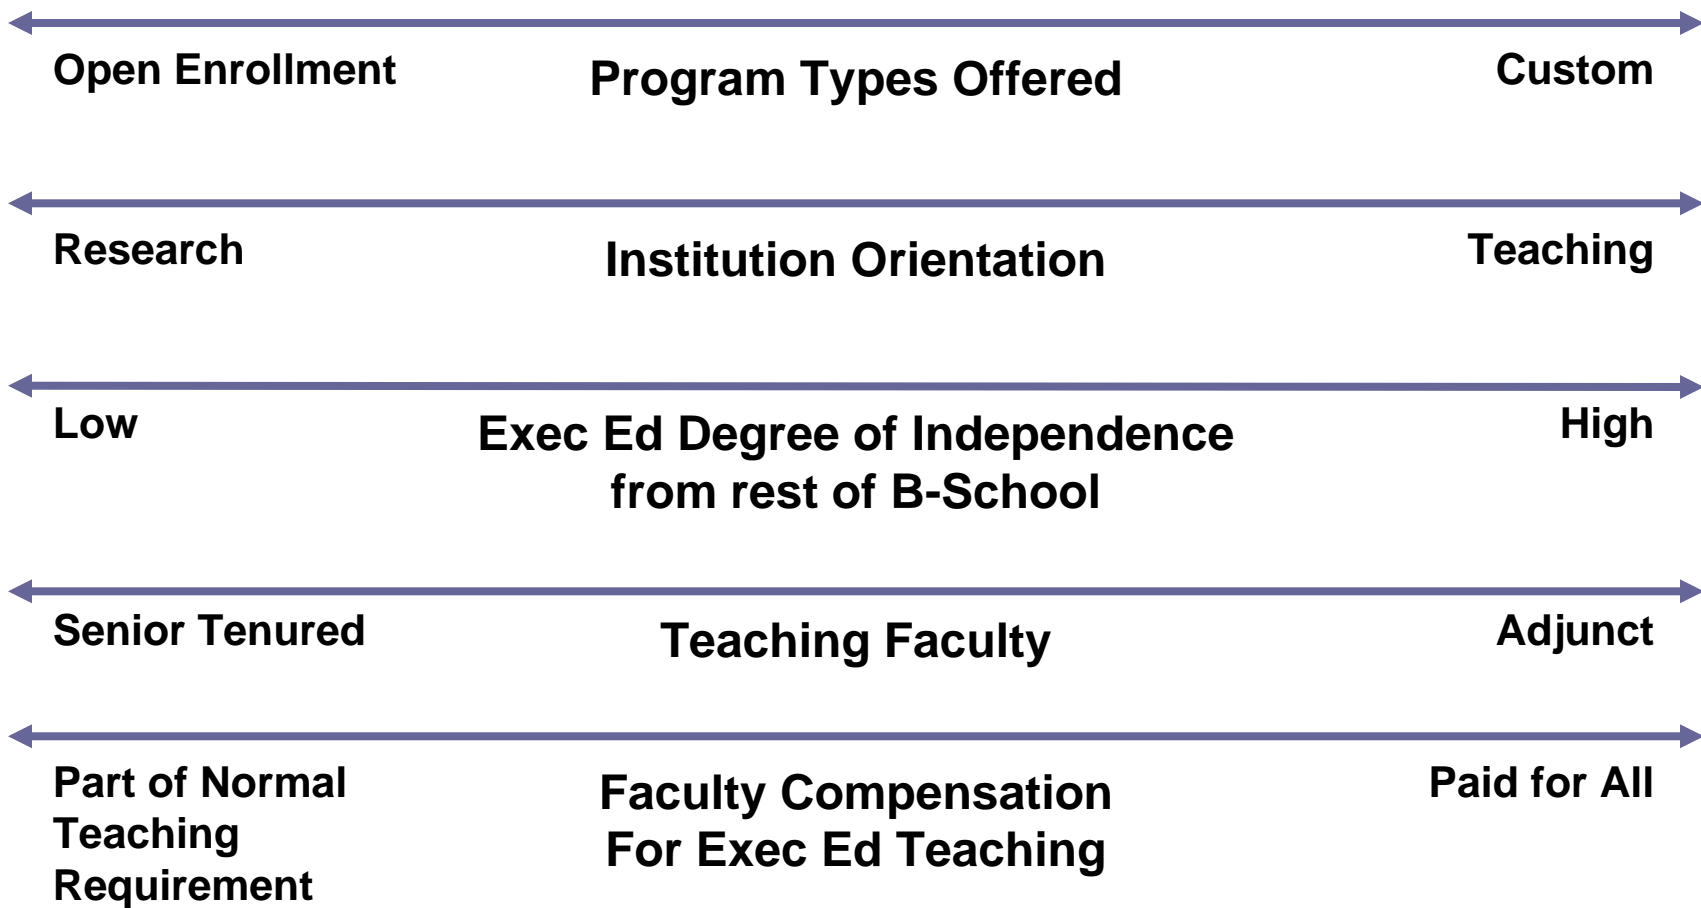 Open Enrollment
Program Types Offered
Custom
Research
Institution Orientation
Teaching
Low
Exec Ed Degree of Independence
from rest of B-School
High
Senior Tenured
Teaching Faculty
Adjunct
Part of Normal
Teaching
Requirement
Faculty Compensation
For Exec Ed Teaching
Paid for All